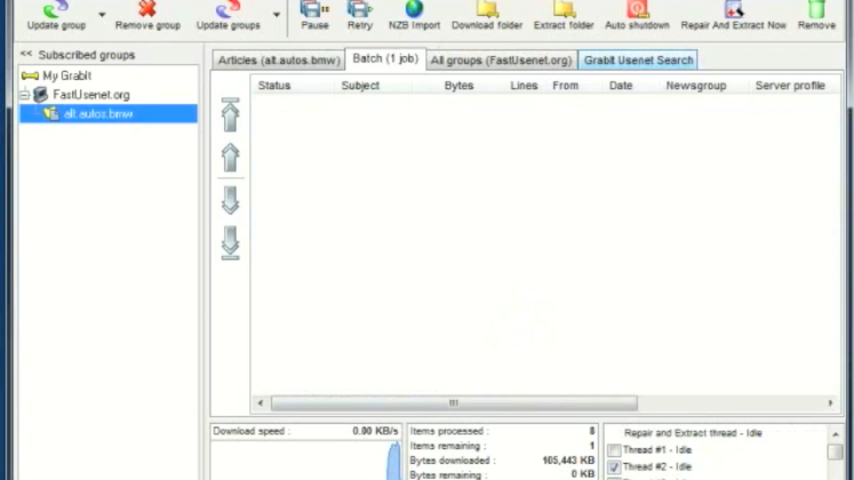 Update group Remove group Update groups Pause Retry NZB Import Download folder Extract folder Auto shutdown Repair And Extract Now Remove
<< Subscribed groups
My GrabIt
FastUsenet.org
alt.autos.bmw
Articles (alt.autos.bmw) Batch (1 job) All groups (FastUsenet.org) GrabIt Usenet Search
Status Subject Bytes Lines From Date Newsgroup Server profile
Download speed : 0.00 KB/s
Items processed : 8
Items remaining : 1
Bytes downloaded : 105,443 KB
Bytes remaining : 0 KB
Repair and Extract thread - Idle
Thread #1 - Idle
Thread #2 - Idle